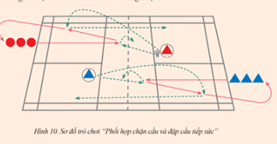 Hình 10. Sơ đồ trò chơi "Phối hợp chặn cầu và đập cầu tiếp sức"